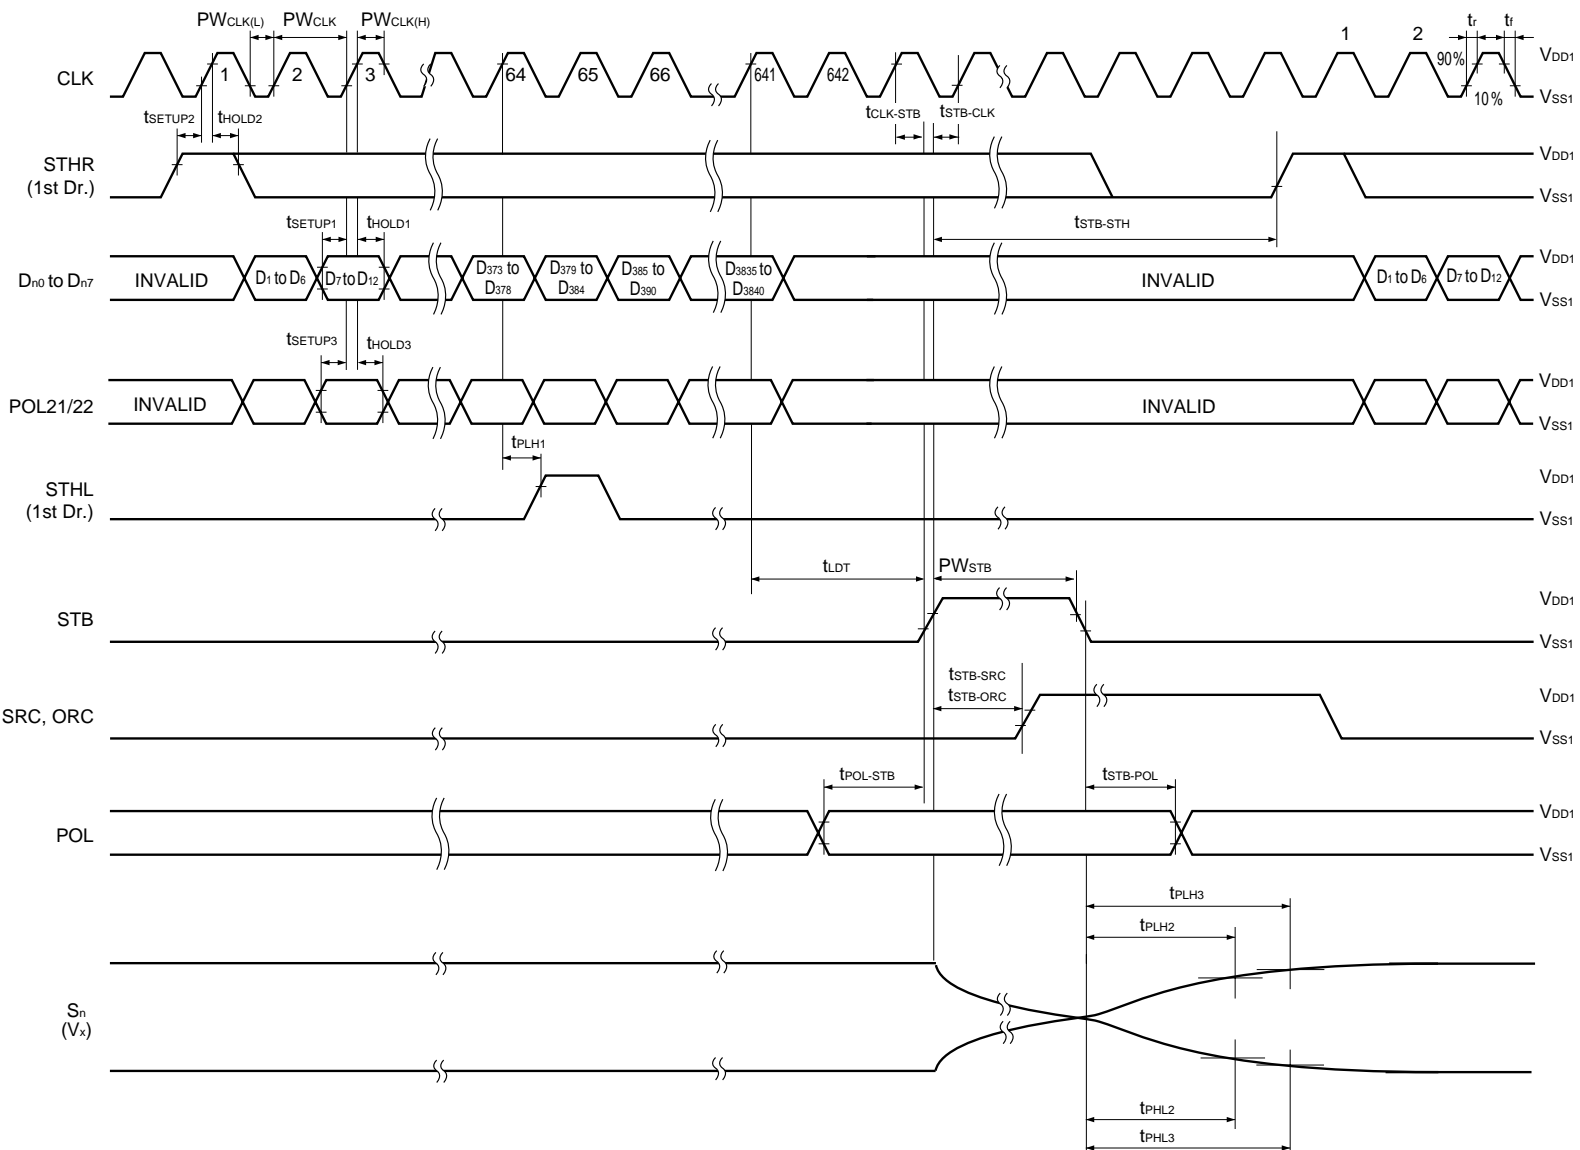 PWCLK(L) PWCLK PWCLK(H) 1 2 tr tf
CLK 1 2 3 64 65 66 641 642 90% 10% VDD1
VSS1
tSETUP2 tHOLD2 tCLK-STB tSTB-CLK
STHR
(1st Dr.)
VDD1
VSS1
tSETUP1 tHOLD1 tSTB-STH
Dn0 to Dn7 INVALID D1 to D6 D7 to D12 D373 to D378 D379 to D384 D385 to D390 D3835 to D3840 INVALID D1 to D6 D7 to D12 VDD1
VSS1
tSETUP3 tHOLD3
POL21/22 INVALID INVALID VDD1
VSS1
tPLH1
STHL
(1st Dr.)
VDD1
VSS1
tLDT PWSTB
STB VDD1
VSS1
tSTB-SRC
tSTB-ORC
SRC, ORC VDD1
VSS1
tPOL-STB tSTB-POL
POL VDD1
VSS1
tPLH3
tPLH2
Sn
(Vx)
tPHL2
tPHL3